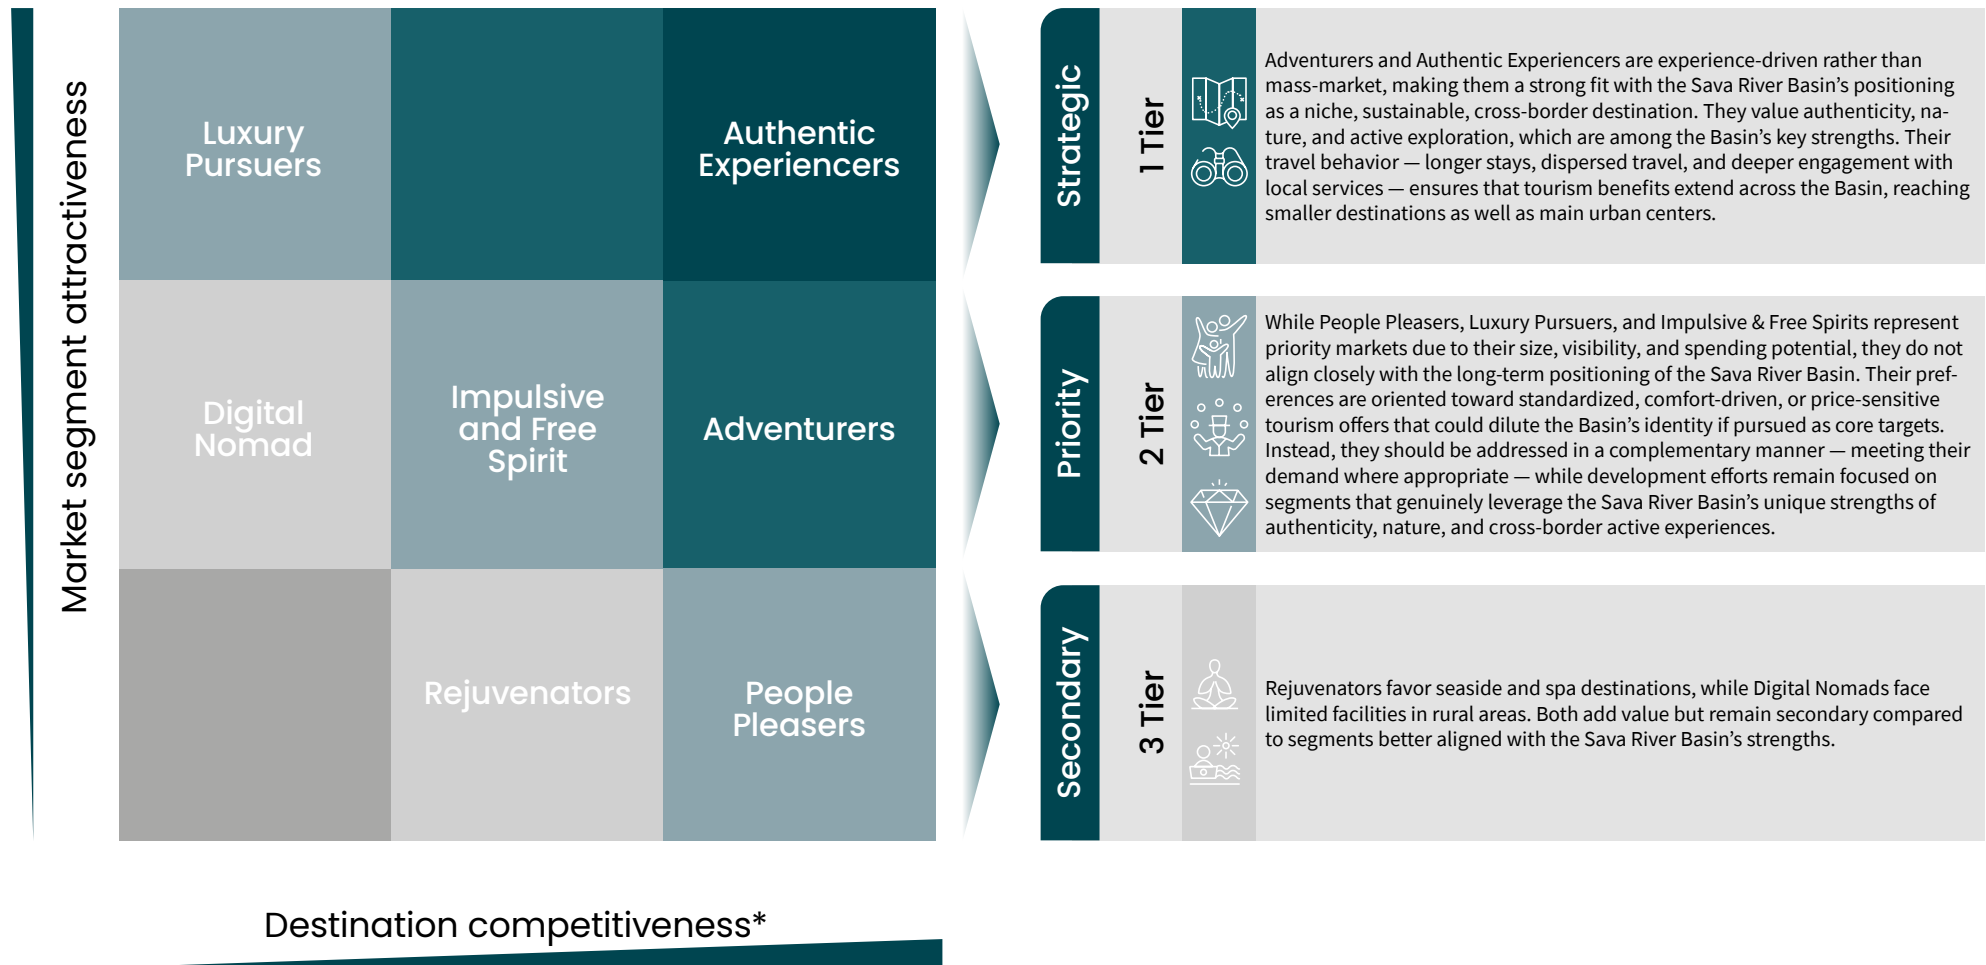 Market segment attractiveness
Luxury
Pursuers
Authentic
Experiencers
Digital
Nomad
Impulsive
and Free
Spirit
Adventurers
Rejuvenators
People
Pleasers
Destination competitiveness*
Strategic
1 Tier
Adventurers and Authentic Experiencers are experience-driven rather than
mass-market, making them a strong fit with the Sava River Basin’s positioning
as a niche, sustainable, cross-border destination. They value authenticity, na-
ture, and active exploration, which are among the Basin’s key strengths. Their
travel behavior — longer stays, dispersed travel, and deeper engagement with
local services — ensures that tourism benefits extend across the Basin, reaching
smaller destinations as well as main urban centers.
Priority
2 Tier
While People Pleasers, Luxury Pursuers, and Impulsive & Free Spirits represent
priority markets due to their size, visibility, and spending potential, they do not
align closely with the long-term positioning of the Sava River Basin. Their pref-
erences are oriented toward standardized, comfort-driven, or price-sensitive
tourism offers that could dilute the Basin’s identity if pursued as core targets.
Instead, they should be addressed in a complementary manner — meeting their
demand where appropriate — while development efforts remain focused on
segments that genuinely leverage the Sava River Basin’s unique strengths of
authenticity, nature, and cross-border active experiences.
Secondary
3 Tier
Rejuvenators favor seaside and spa destinations, while Digital Nomads face
limited facilities in rural areas. Both add value but remain secondary compared
to segments better aligned with the Sava River Basin’s strengths.